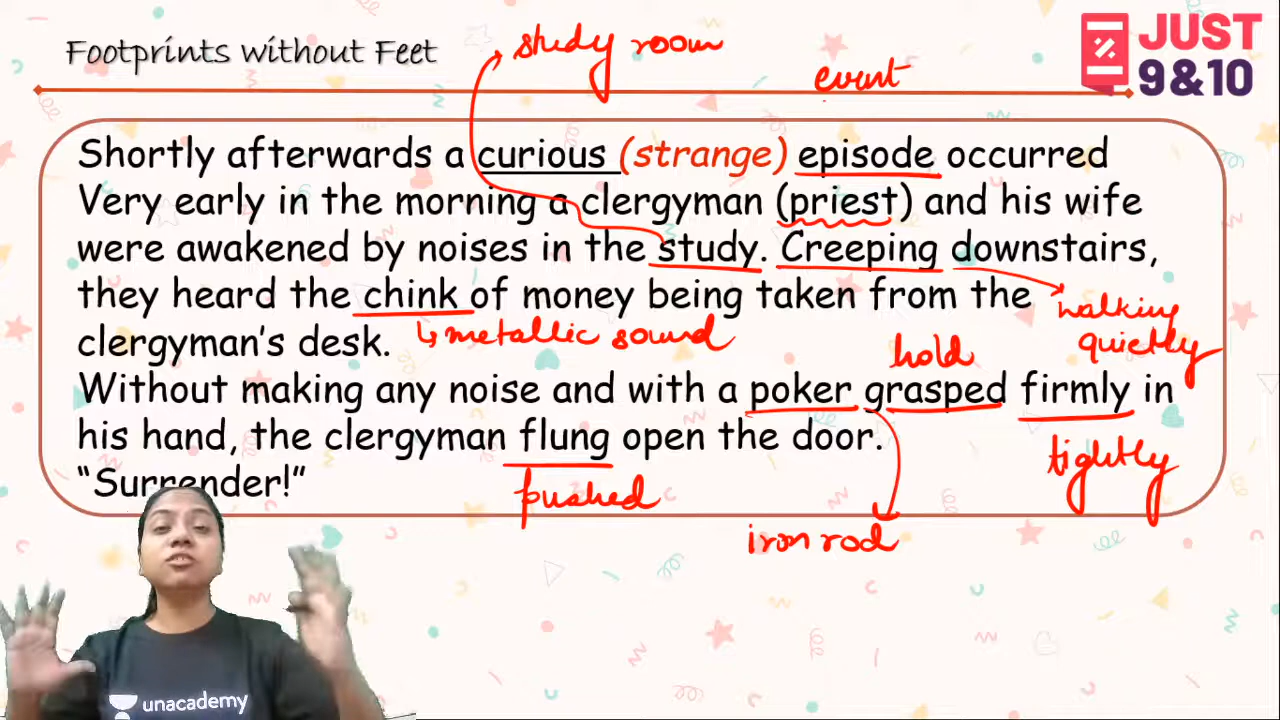 Footprints without Feet
study room
event
JUST
9&10
Shortly afterwards a curious (strange) episode occurred
Very early in the morning a clergyman (priest) and his wife
were awakened by noises in the study. Creeping downstairs,
they heard the chink of money being taken from the
walking
quietly
clergyman's desk.
metallic sound
hold
Without making any noise and with a poker grasped firmly in
his hand, the clergyman flung open the door.
tightly
"Surrender!"
pushed
iron rod
unacademy